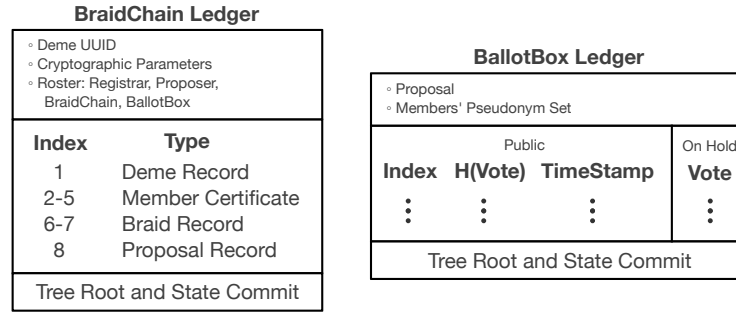 BraidChain Ledger
◦ Deme UUID
◦ Cryptographic Parameters
◦ Roster: Registrar, Proposer,
BraidChain, BallotBox
Index Type
1 Deme Record
2-5 Member Certificate
6-7 Braid Record
8 Proposal Record
Tree Root and State Commit
BallotBox Ledger
◦ Proposal
◦ Members' Pseudonym Set
Public On Hold
Index H(Vote) TimeStamp Vote
⋮ ⋮ ⋮ ⋮
Tree Root and State Commit